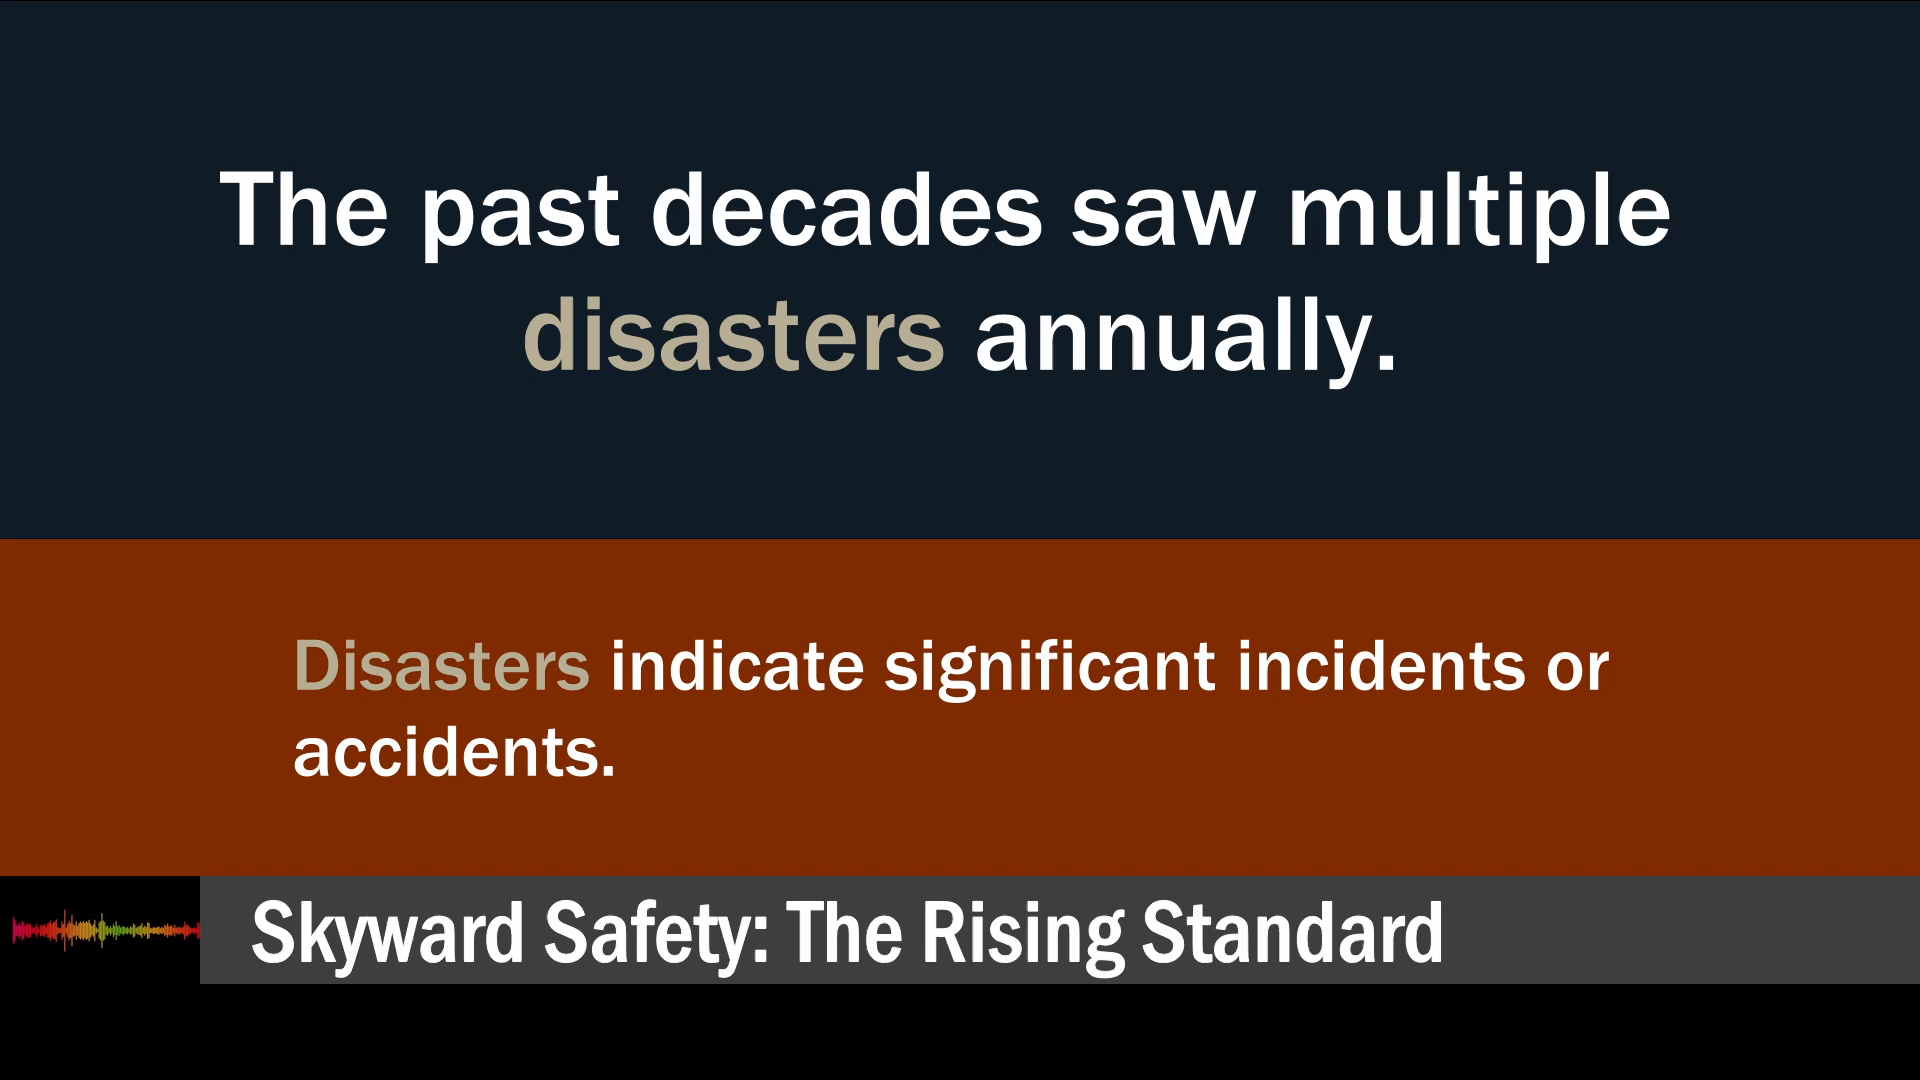 The past decades saw multiple
disasters annually.
Disasters indicate significant incidents or
accidents.
Skyward Safety: The Rising Standard